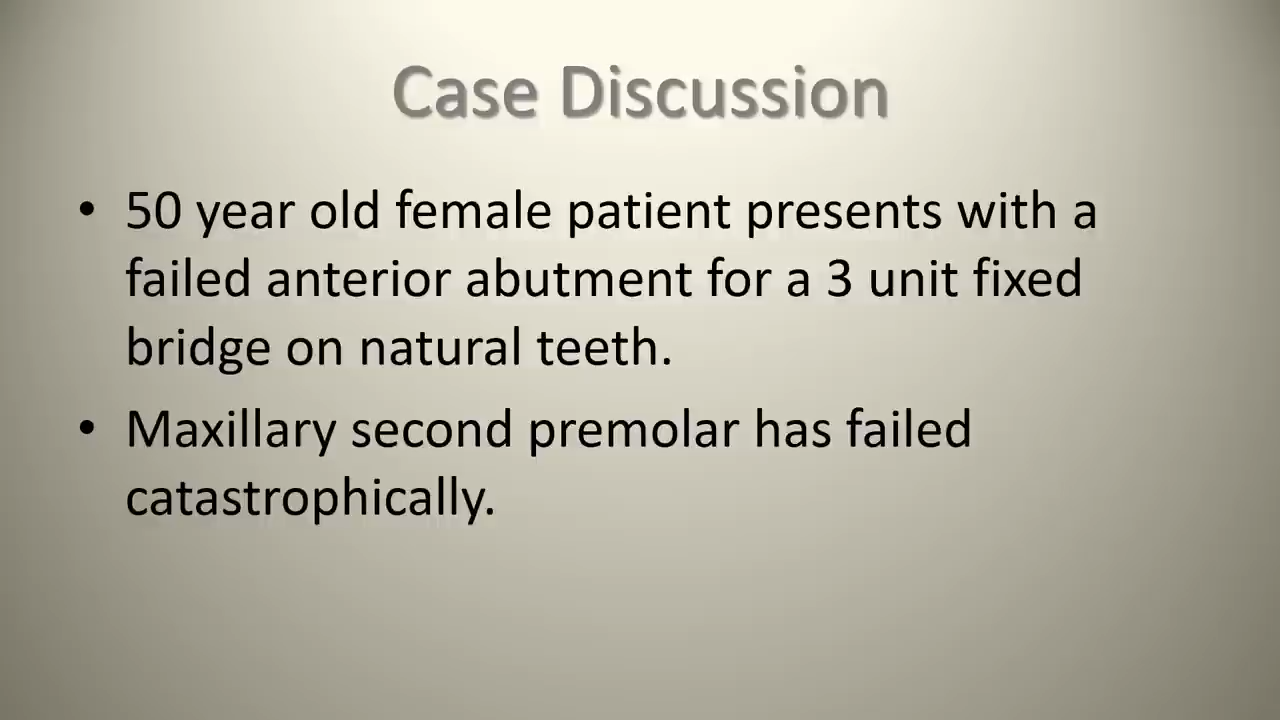 Case Discussion
• 50 year old female patient presents with a
failed anterior abutment for a 3 unit fixed
bridge on natural teeth.
• Maxillary second premolar has failed
catastrophically.